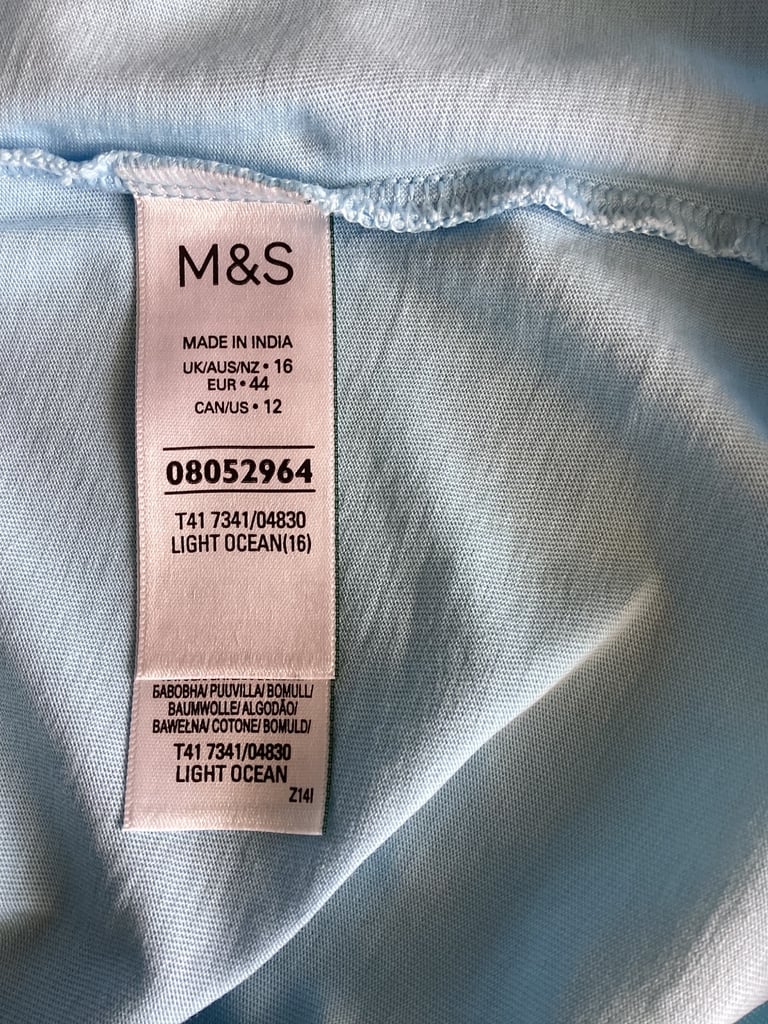 M&S
MADE IN INDIA
UK/AUS/NZ • 16
EUR • 44
CAN/US • 12
08052964
T41 7341/04830
LIGHT OCEAN(16)
БАВОВНА/ PUUVILLA/ BOMULL/
BAUMWOLLE/ ALGODÃO/
BAWEŁNA/ COTONE/ BOMULD/
T41 7341/04830
LIGHT OCEAN
Z14I